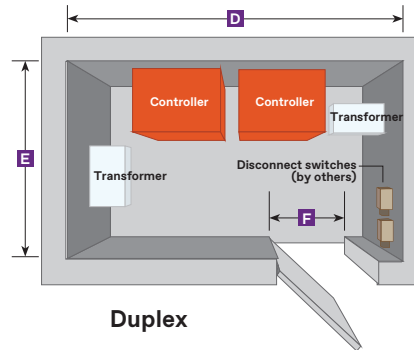 D
Controller
Controller
Transformer
E
Transformer
Disconnect switches
(by others)
F
Duplex